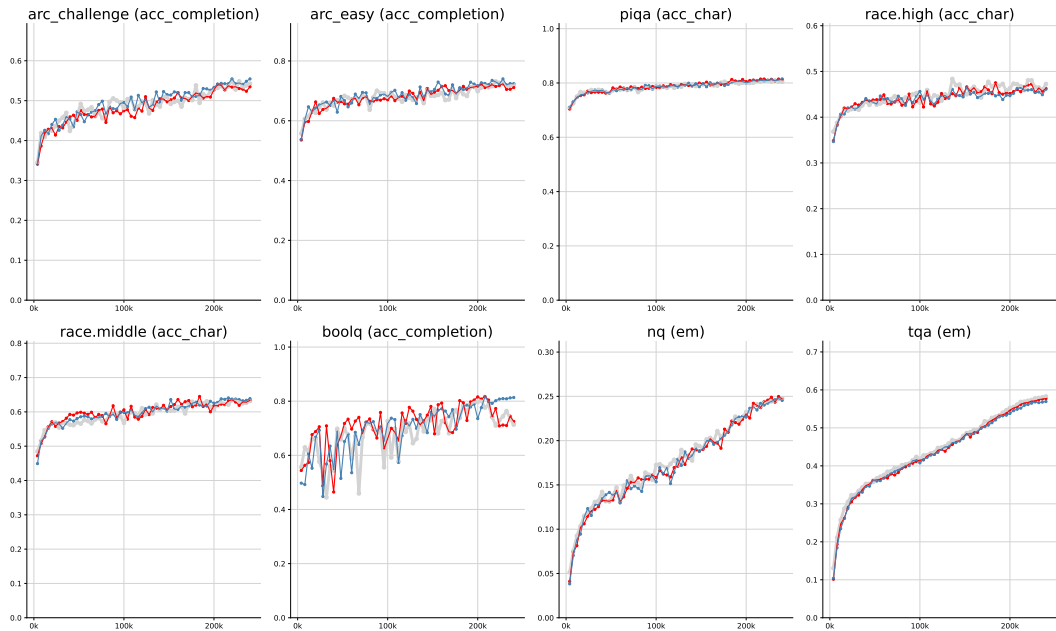 arc_challenge (acc_completion)
0.6
0.5
0.4
0.3
0.2
0.1
0.0
0k
100k
200k
arc_easy (acc_completion)
0.8
0.6
0.4
0.2
0.0
0k
100k
200k
piqa (acc_char)
1.0
0.8
0.6
0.4
0.2
0.0
0k
100k
200k
race.high (acc_char)
0.6
0.5
0.4
0.3
0.2
0.1
0.0
0k
100k
200k
race.middle (acc_char)
0.8
0.7
0.6
0.5
0.4
0.3
0.2
0.1
0.0
0k
100k
200k
boolq (acc_completion)
1.0
0.8
0.6
0.4
0.2
0.0
0k
100k
200k
nq (em)
0.30
0.25
0.20
0.15
0.10
0.05
0.00
0k
100k
200k
tqa (em)
0.7
0.6
0.5
0.4
0.3
0.2
0.1
0.0
0k
100k
200k